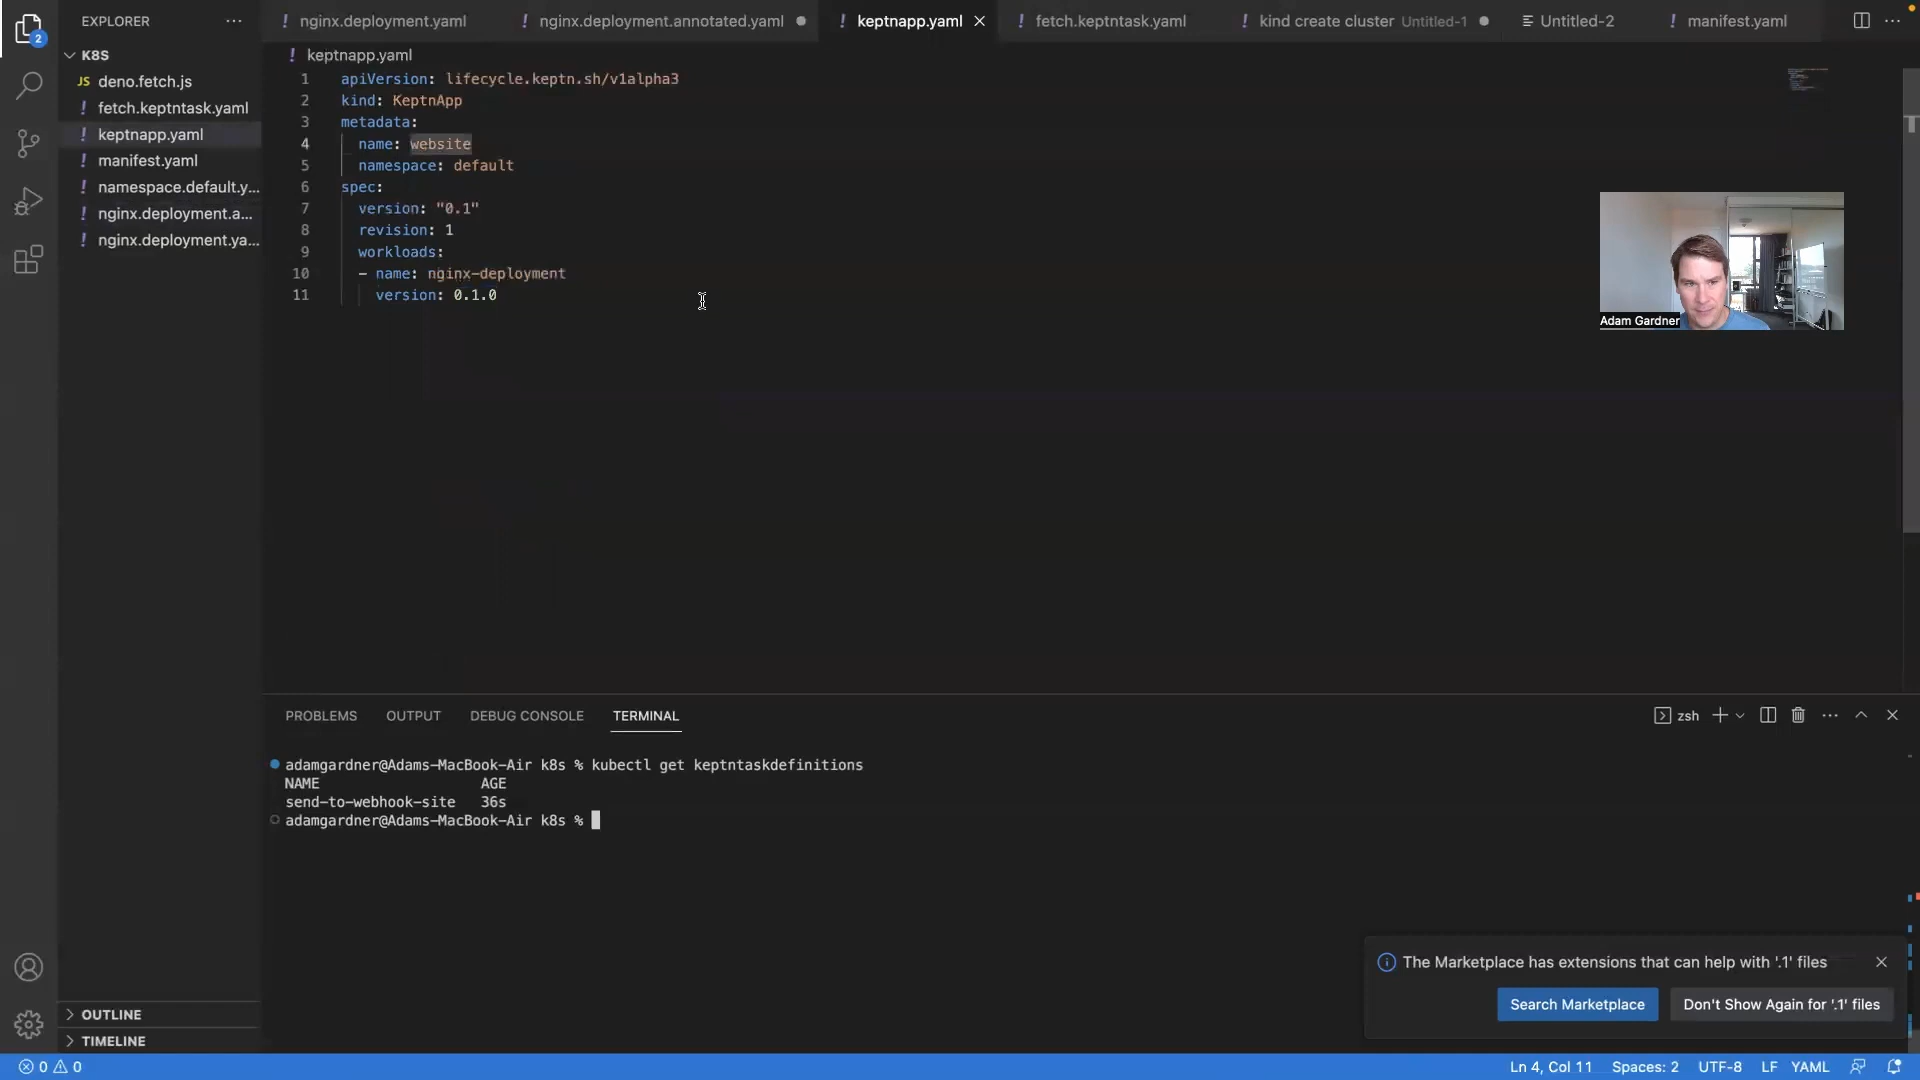 EXPLORER
K8S
JS deno.fetch.js
! fetch.keptntask.yaml
! keptnapp.yaml
! manifest.yaml
! namespace.default.y...
! nginx.deployment.a...
! nginx.deployment.ya...
OUTLINE
TIMELINE
2
! nginx.deployment.yaml
! nginx.deployment.annotated.yaml
! keptnapp.yaml
! fetch.keptntask.yaml
! kind create cluster Untitled-1
Untitled-2
! manifest.yaml
! keptnapp.yaml
1 apiVersion: lifecycle.keptn.sh/v1alpha3
2 kind: KeptnApp
3 metadata:
4 name: website
5 namespace: default
6 spec:
7 version: "0.1"
8 revision: 1
9 workloads:
10 - name: nginx-deployment
11 version: 0.1.0
Adam Gardner
PROBLEMS OUTPUT DEBUG CONSOLE TERMINAL
zsh
adamgardner@Adams-MacBook-Air k8s % kubectl get keptntaskdefinitions
NAME AGE
send-to-webhook-site 36s
adamgardner@Adams-MacBook-Air k8s %
The Marketplace has extensions that can help with '.1' files
Search Marketplace
Don't Show Again for '.1' files
0 0
Ln 4, Col 11 Spaces: 2 UTF-8 LF YAML